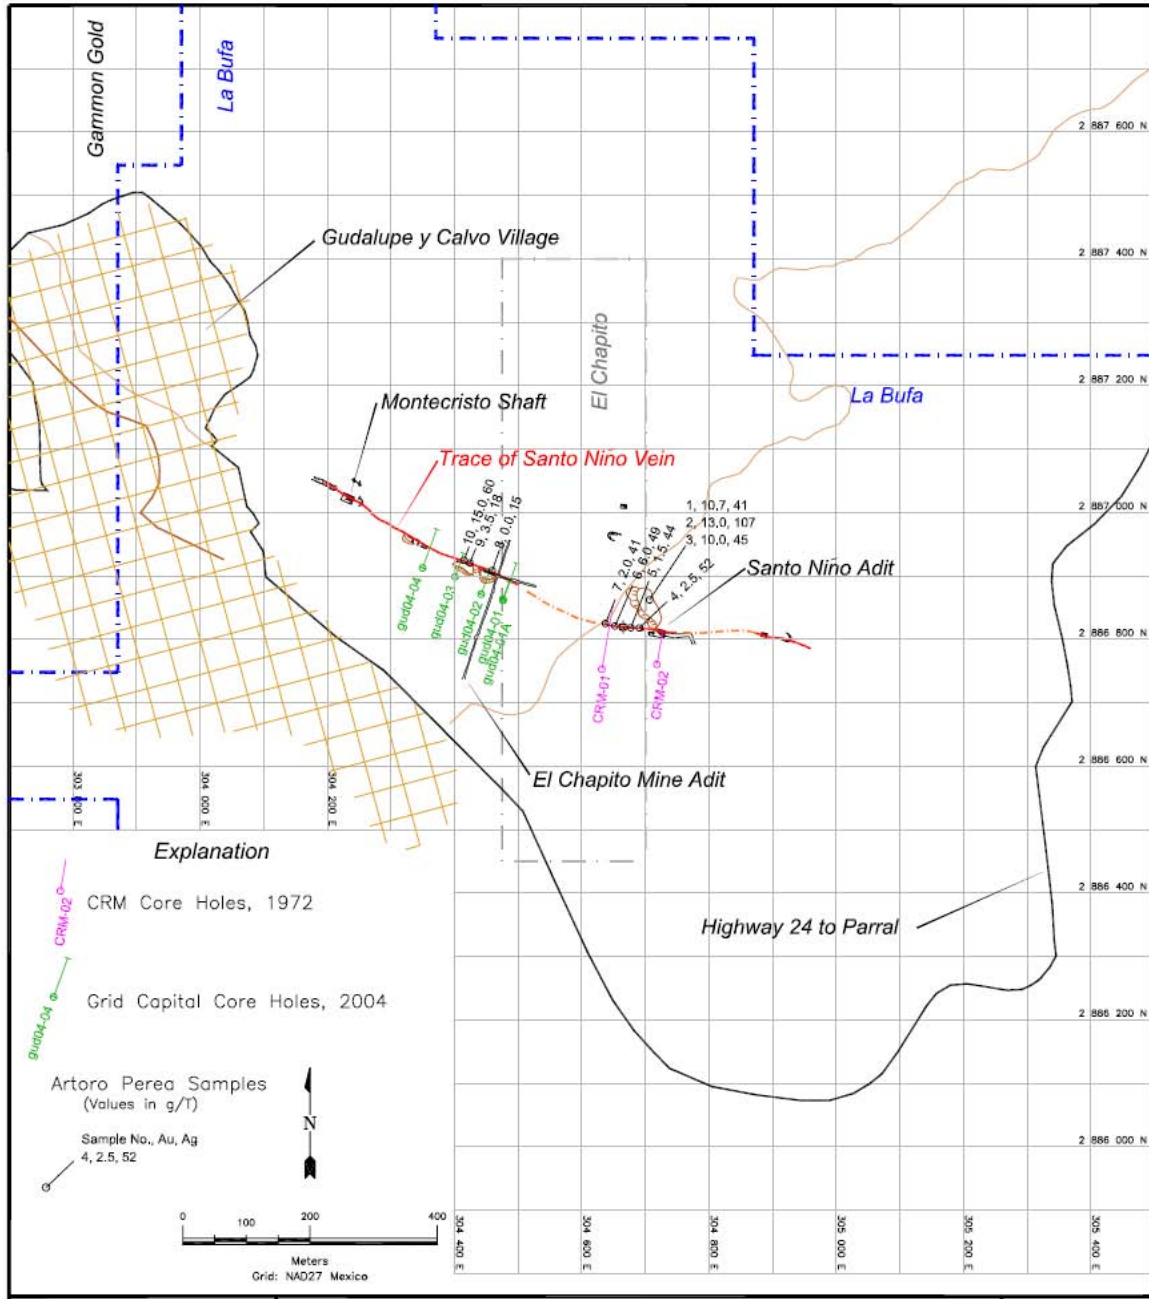 Gammon Gold
La Bufa
2 887 600 N
Gudalupe y Calvo Village
2 887 400 N
El Chapito
2 887 200 N
La Bufa
Montecristo Shaft
Trace of Santo Niño Vein
10, 15.0, 60
9, 3.5, 18
8, 0.0, 15
1, 10.7, 41
2, 13.0, 107
3, 10.0, 45
2 887 000 N
7, 2.0, 41
6, 6.0, 49
5, 1.5, 44
4, 2.5, 52
Santo Niño Adit
gud04-04
gud04-03
gud04-02
gud04-01
gud04-01A
2 866 800 N
CRM-01
CRM-02
2 886 600 N
El Chapito Mine Adit
304 000 E
304 200 E
Explanation
CRM-02
CRM Core Holes, 1972
2 886 400 N
Highway 24 to Parral
gud04-04
Grid Capital Core Holes, 2004
2 886 200 N
Artoro Perea Samples
(Values in g/T)
Sample No., Au, Ag
4, 2.5, 52
N
2 886 000 N
0 100 200 400
Meters
Grid: NAD27 Mexico
304 400 E
304 600 E
304 800 E
305 000 E
305 200 E
305 400 E